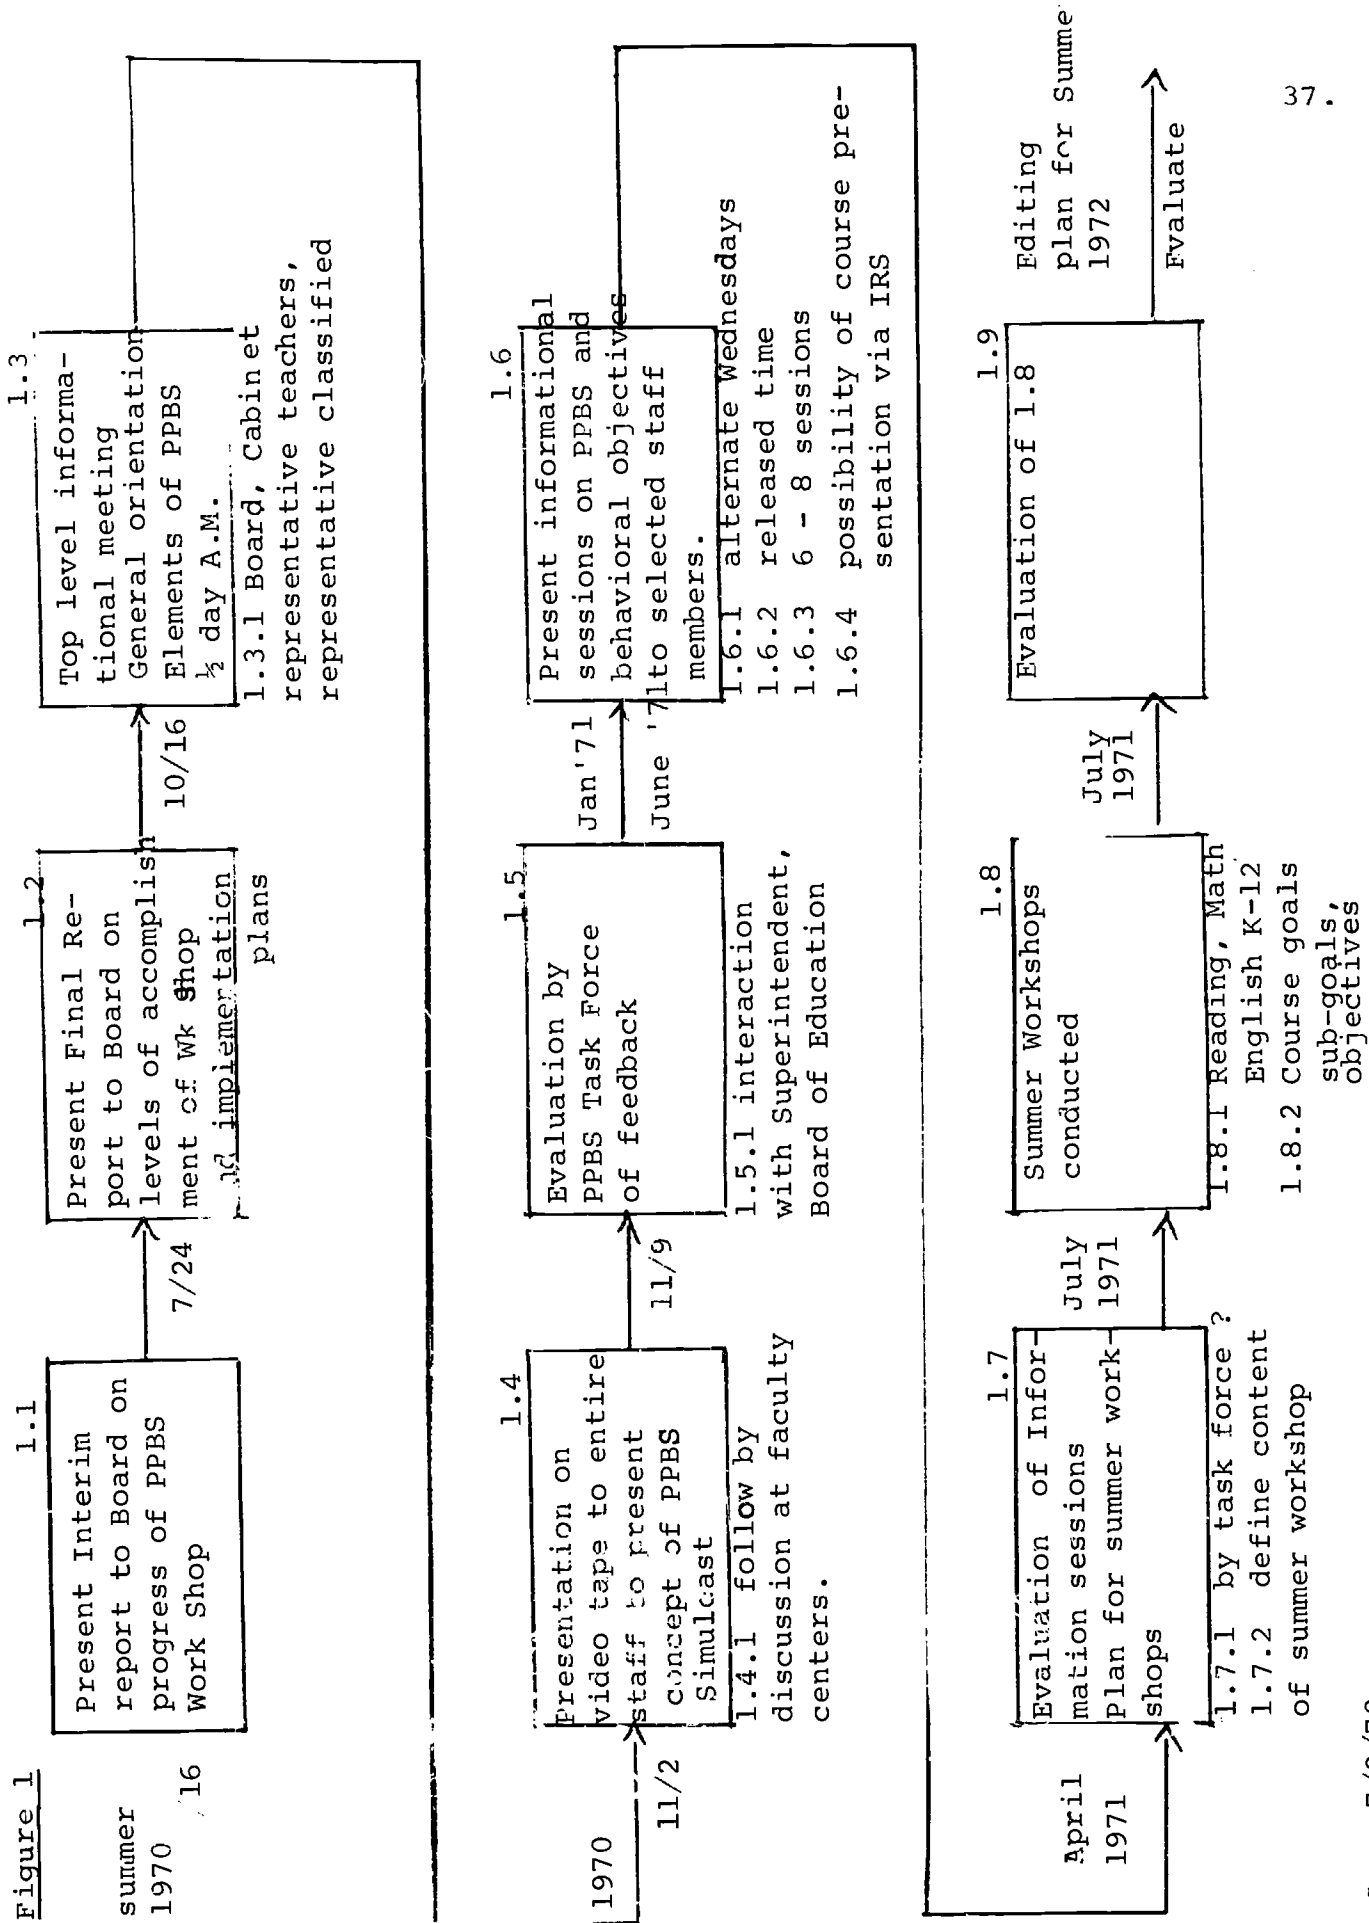 Figure 1
summer
1970
/16
1.1
Present Interim
report to Board on
progress of PPBS
Work Shop
7/24
1.2
Present Final Re-
port to Board on
levels of accomplish
ment of Wk shop
implementation
plans
10/16
1.3
Top level informa-
tional meeting
General orientation
Elements of PPBS
½ day A.M.
1.3.1 Board, Cabinet
representative teachers,
representative classified
1970
11/2
1.4
Presentation on
video tape to entire
staff to present
concept of PPBS
Simulcast
1.4.1 follow by
discussion at faculty
centers.
11/9
1.5
Evaluation by
PPBS Task Force
of feedback
1.5.1 interaction
with Superintendent,
Board of Education
Jan'71
June '71
1.6
Present informational
sessions on PPBS and
behavioral objectives
to selected staff
members.
1.6.1 alternate Wednesdays
1.6.2 released time
1.6.3 6 - 8 sessions
1.6.4 possibility of course pre-
sentation via IRS
April
1971
1.7
Evaluation of Infor-
mation sessions
Plan for summer work-
shops
1.7.1 by task force ?
1.7.2 define content
of summer workshop
July
1971
1.8
Summer Workshops
conducted
1.8.1 Reading, Math
English K-12
1.8.2 Course goals
sub-goals,
objectives
July
1971
1.9
Evaluation of 1.8
Editing
plan for Summe
1972
Evaluate
37.